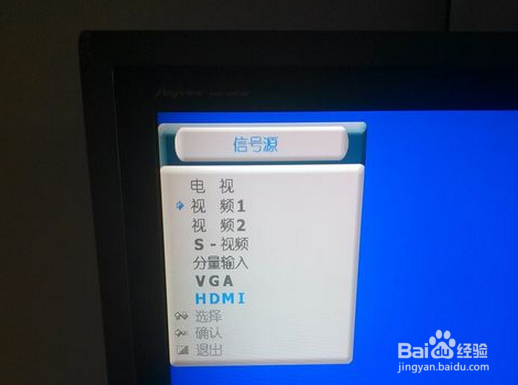 信号源
电 视
视 频1
视 频2
S-视频
分量输入
VGA
HDMI
选择
确认
退出
Baidu 经验
jingyan.baidu.com